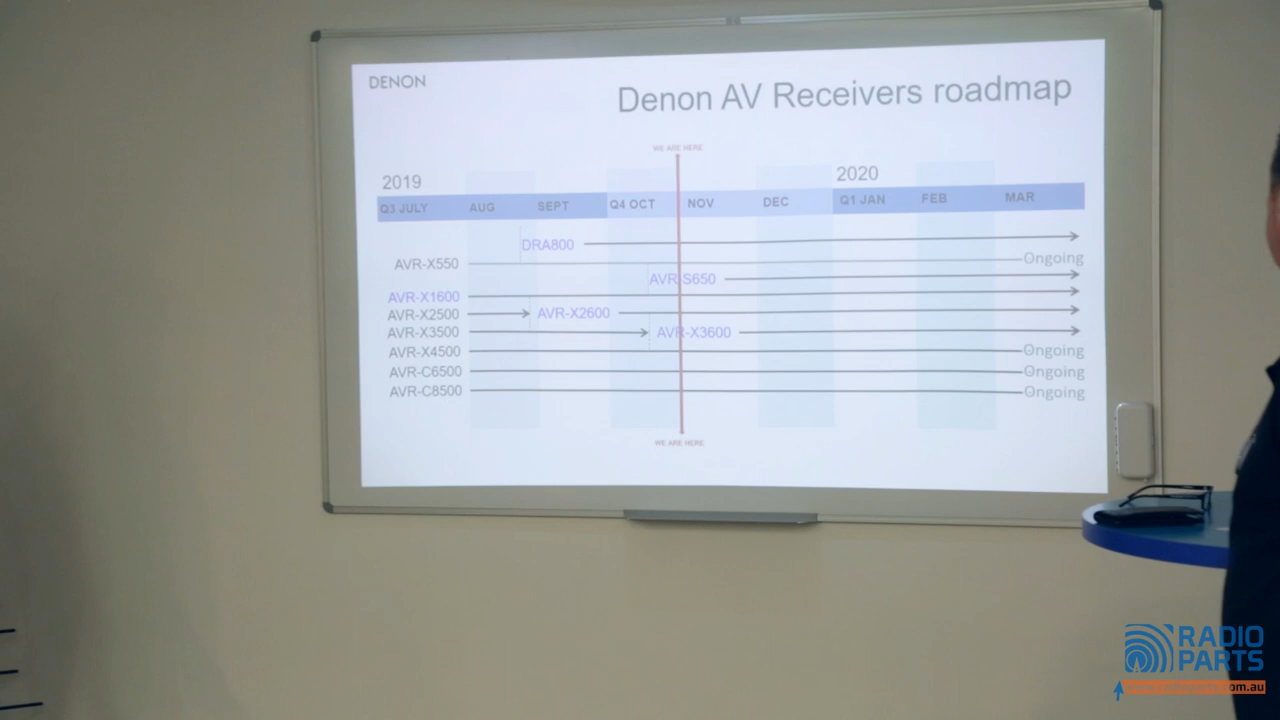 DENON
Denon AV Receivers roadmap
WE ARE HERE
2019
2020
Q3 JULY AUG SEPT Q4 OCT NOV DEC Q1 JAN FEB MAR
DRA800
AVR-X550 Ongoing
AVR-S650
AVR-X1600
AVR-X2500 AVR-X2600
AVR-X3500 AVR-X3600
AVR-X4500 Ongoing
AVR-C6500 Ongoing
AVR-C8500 Ongoing
WE ARE HERE
RADIO
PARTS
www.radioparts.com.au